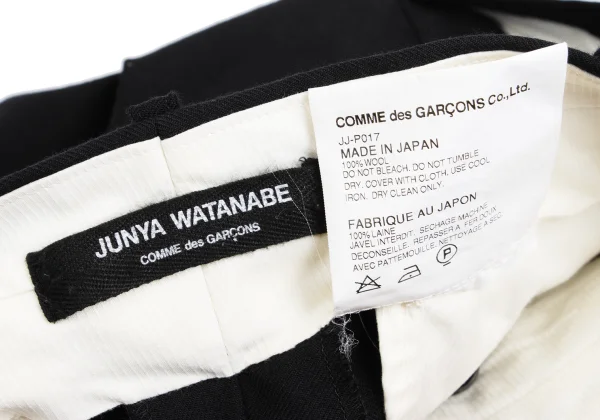 JUNYA WATANABE
COMME des GARÇONS
COMME des GARÇONS Co., Ltd.
JJ-P017
MADE IN JAPAN
100% WOOL
DO NOT BLEACH. DO NOT TUMBLE
DRY. COVER WITH CLOTH. USE COOL
IRON. DRY CLEAN ONLY.
FABRIQUE AU JAPON
100% LAINE
JAVEL INTERDIT. SECHAGE MACHINE
DECONSEILLE. REPASSER A FER DOUX
AVEC PATTEMOUILLE. NETTOYAGE A SEC
P